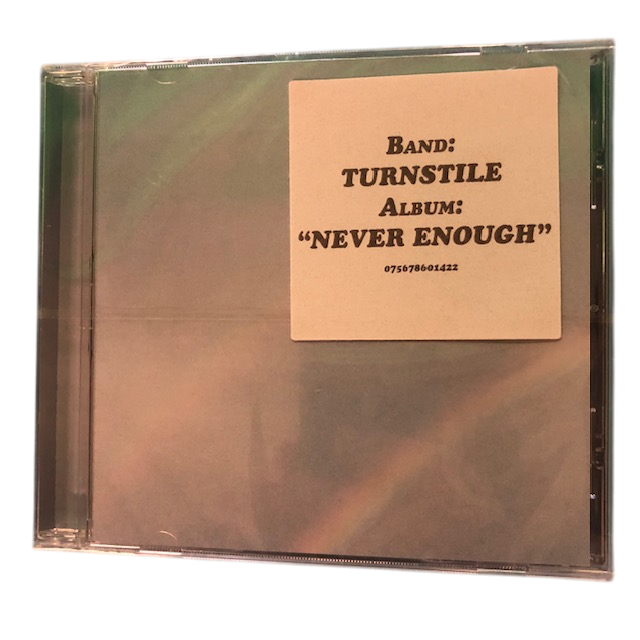 BAND:
TURNSTILE
ALBUM:
“NEVER ENOUGH”
075678601422